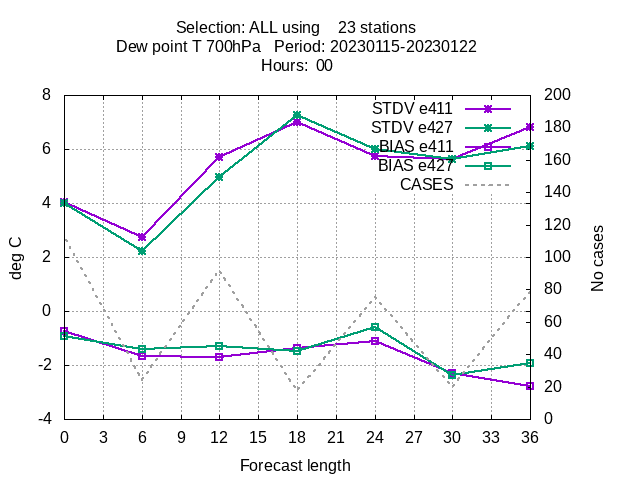 Selection: ALL using    23 stations
Dew point T 700hPa   Period: 20230115-20230122
Hours:  00
8
6
4
2
0
-2
-4
deg C
200
180
160
140
120
100
80
60
40
20
0
No cases
STDV e411
STDV e427
BIAS e411
BIAS e427
CASES
0 3 6 9 12 15 18 21 24 27 30 33 36
Forecast length